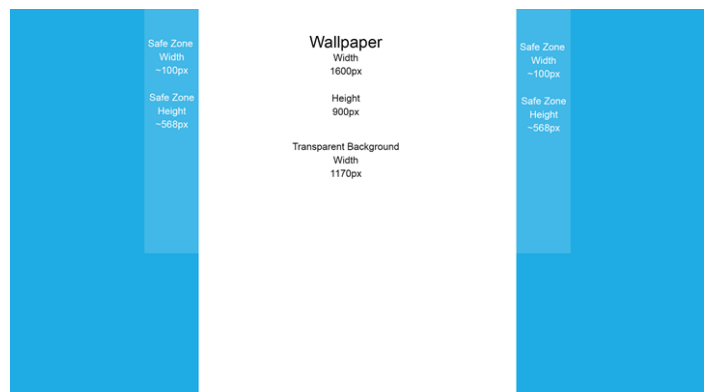 Safe Zone
Width
~100px
Safe Zone
Height
~568px
Wallpaper
Width
1600px
Height
900px
Transparent Background
Width
1170px
Safe Zone
Width
~100px
Safe Zone
Height
~568px